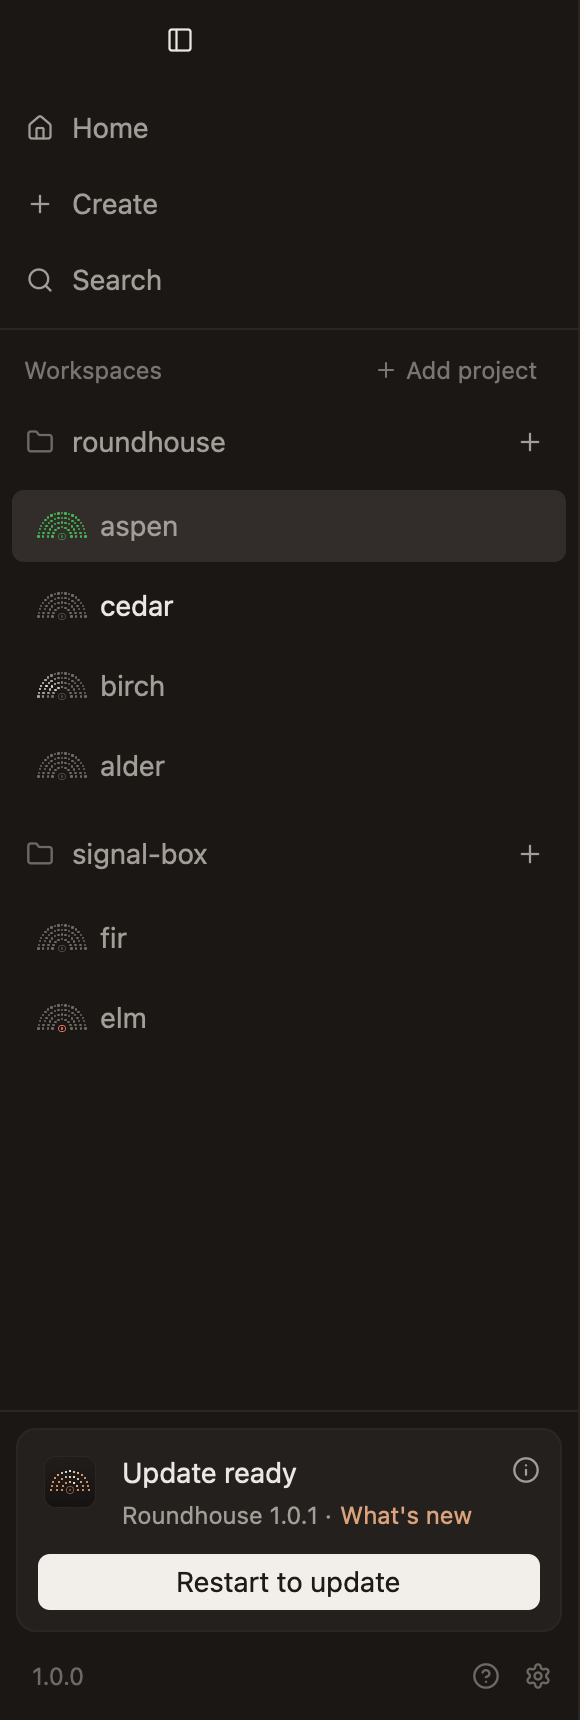 Home
Create
Search
Workspaces + Add project
roundhouse
aspen
cedar
birch
alder
signal-box
fir
elm
Update ready
Roundhouse 1.0.1 · What's new
Restart to update
1.0.0